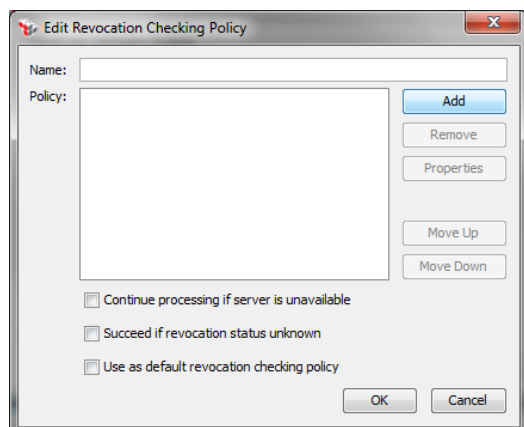 Edit Revocation Checking Policy
Name:
Policy:
Add
Remove
Properties
Move Up
Move Down
Continue processing if server is unavailable
Succeed if revocation status unknown
Use as default revocation checking policy
OK
Cancel